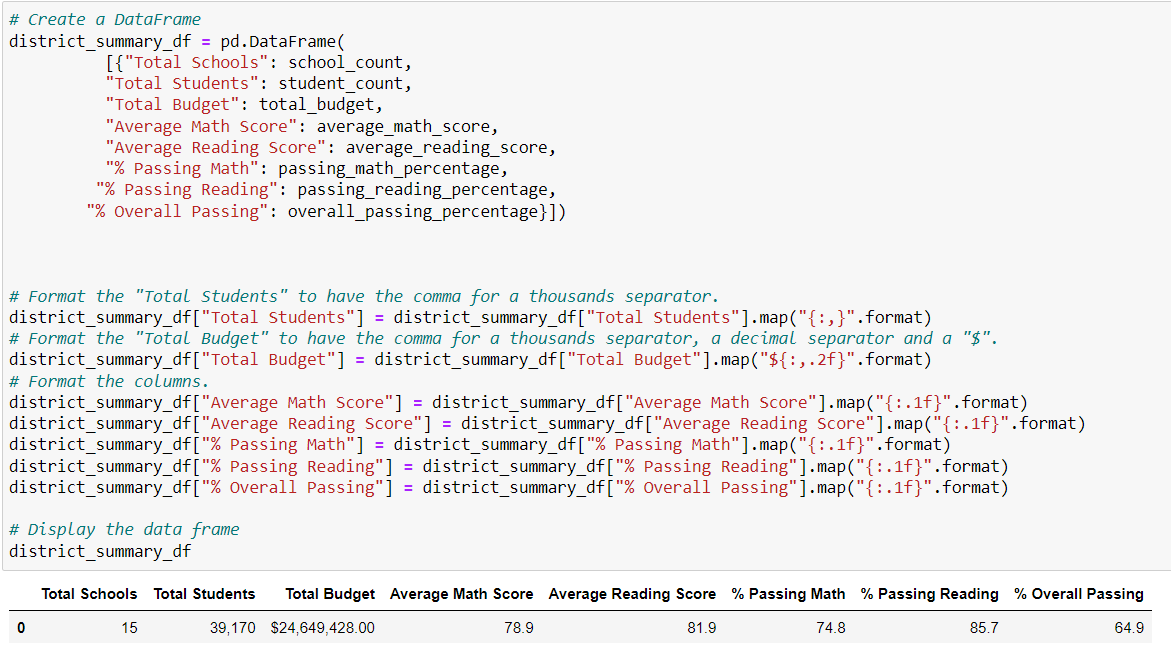 # Create a DataFrame
district_summary_df = pd.DataFrame(
          [{"Total Schools": school_count,
          "Total Students": student_count,
          "Total Budget": total_budget,
          "Average Math Score": average_math_score,
          "Average Reading Score": average_reading_score,
          "% Passing Math": passing_math_percentage,
         "% Passing Reading": passing_reading_percentage,
        "% Overall Passing": overall_passing_percentage}])
# Format the "Total Students" to have the comma for a thousands separator.
district_summary_df["Total Students"] = district_summary_df["Total Students"].map("{:,}".format)
# Format the "Total Budget" to have the comma for a thousands separator, a decimal separator and a "$".
district_summary_df["Total Budget"] = district_summary_df["Total Budget"].map("${:,.2f}".format)
# Format the columns.
district_summary_df["Average Math Score"] = district_summary_df["Average Math Score"].map("{:.1f}".format)
district_summary_df["Average Reading Score"] = district_summary_df["Average Reading Score"].map("{:.1f}".format)
district_summary_df["% Passing Math"] = district_summary_df["% Passing Math"].map("{:.1f}".format)
district_summary_df["% Passing Reading"] = district_summary_df["% Passing Reading"].map("{:.1f}".format)
district_summary_df["% Overall Passing"] = district_summary_df["% Overall Passing"].map("{:.1f}".format)
# Display the data frame
district_summary_df
Total Schools Total Students Total Budget Average Math Score Average Reading Score % Passing Math % Passing Reading % Overall Passing
0 15 39,170 $24,649,428.00 78.9 81.9 74.8 85.7 64.9